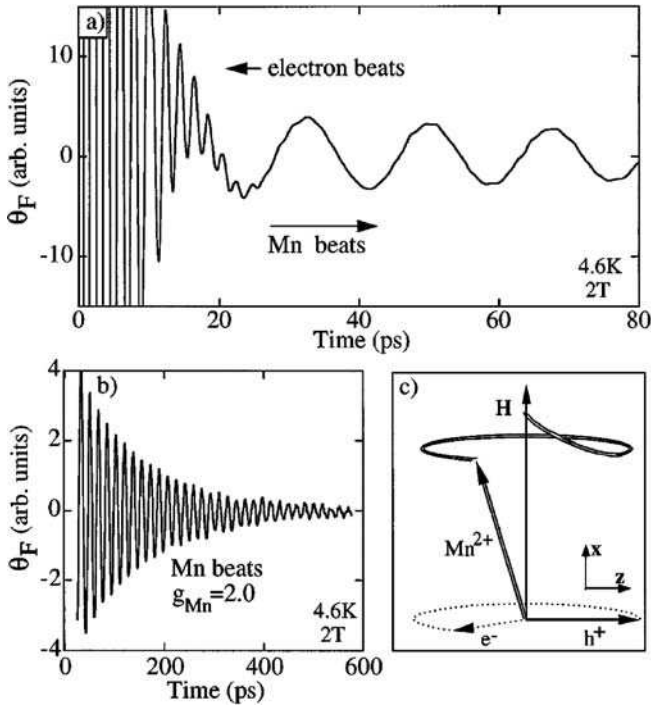 a)
10
0
-10
θF (arb. units)
electron beats
Mn beats
4.6K
2T
0
20
40
60
80
Time (ps)
b)
4
2
0
-2
-4
θF (arb. units)
Mn beats
gMn=2.0
4.6K
2T
0
200
400
600
Time (ps)
c)
H
Mn2+
x
z
e-
h+